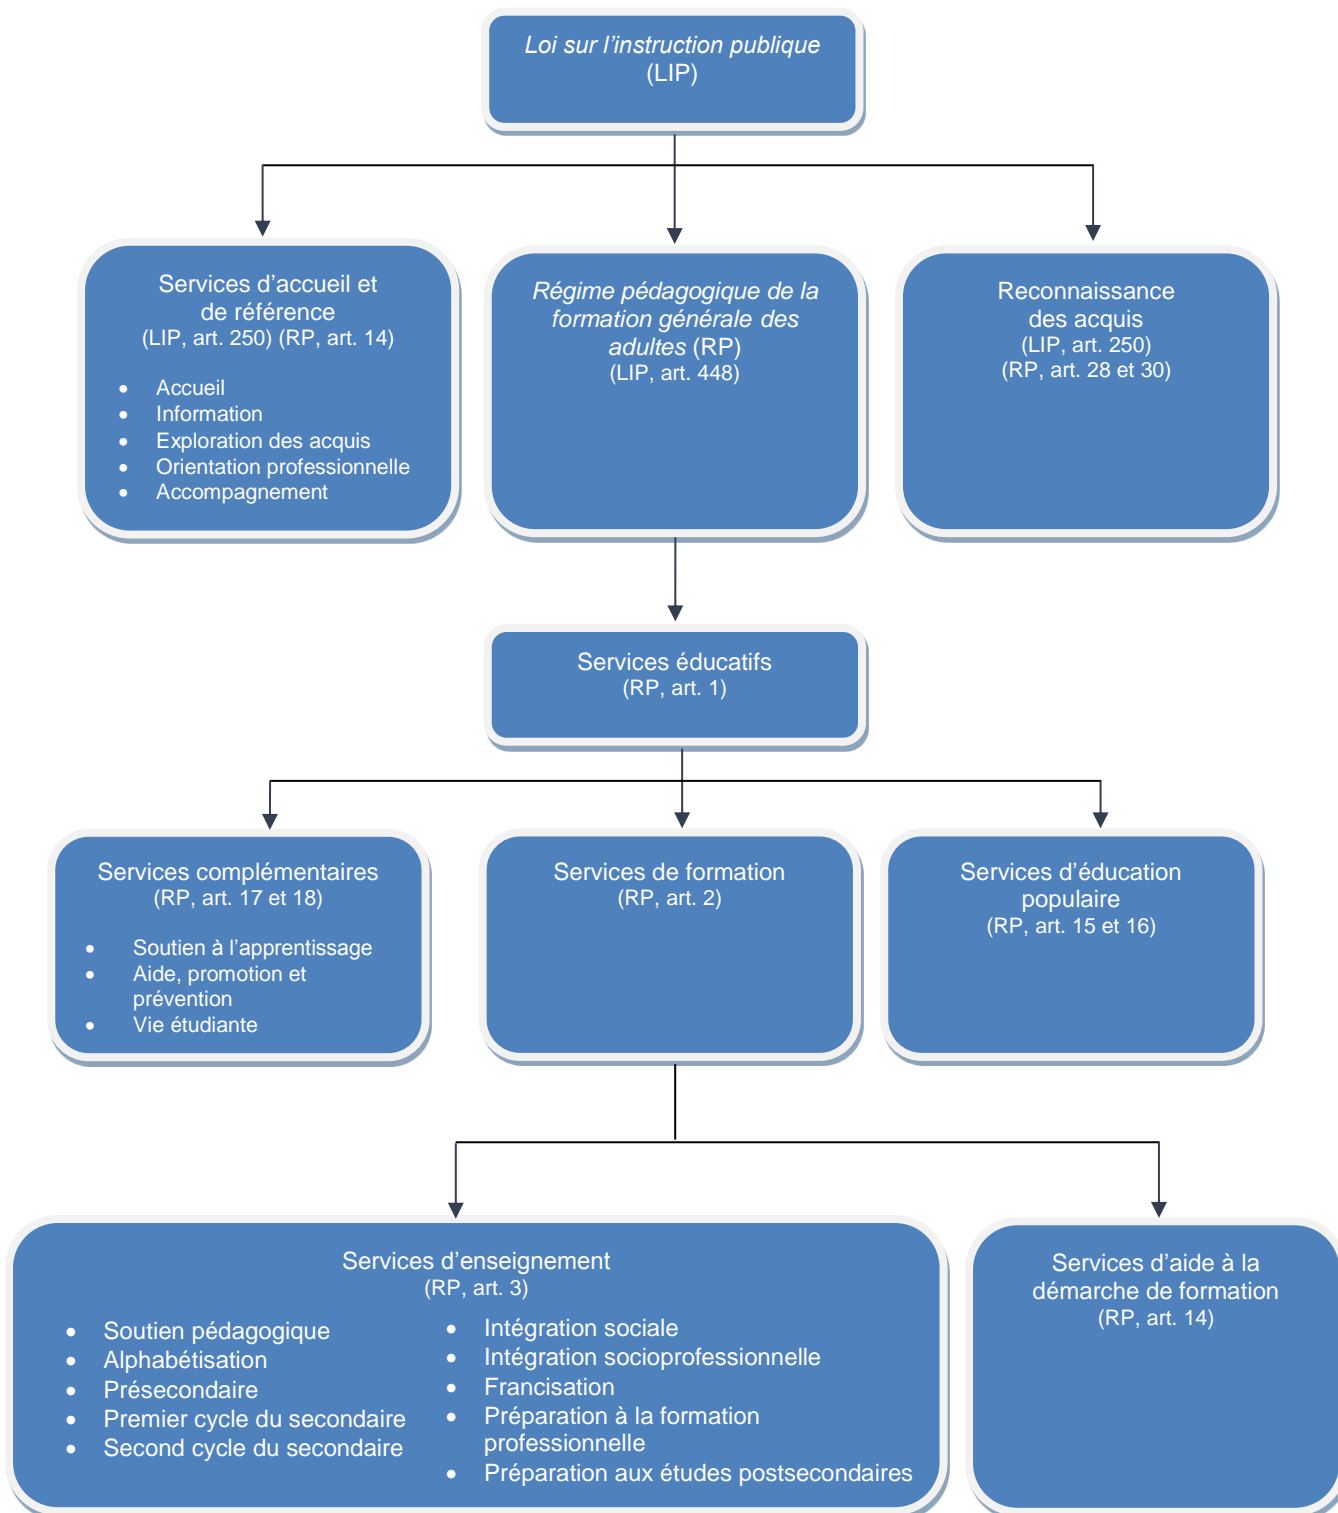 Loi sur l’instruction publique
(LIP)
Services d’accueil et
de référence
(LIP, art. 250) (RP, art. 14)
• Accueil
• Information
• Exploration des acquis
• Orientation professionnelle
• Accompagnement
Régime pédagogique de la
formation générale des
adultes (RP)
(LIP, art. 448)
Reconnaissance
des acquis
(LIP, art. 250)
(RP, art. 28 et 30)
Services éducatifs
(RP, art. 1)
Services complémentaires
(RP, art. 17 et 18)
• Soutien à l’apprentissage
• Aide, promotion et
prévention
• Vie étudiante
Services de formation
(RP, art. 2)
Services d’éducation
populaire
(RP, art. 15 et 16)
Services d’enseignement
(RP, art. 3)
• Soutien pédagogique
• Alphabétisation
• Présecondaire
• Premier cycle du secondaire
• Second cycle du secondaire
• Intégration sociale
• Intégration socioprofessionnelle
• Francisation
• Préparation à la formation
professionnelle
• Préparation aux études postsecondaires
Services d’aide à la
démarche de formation
(RP, art. 14)